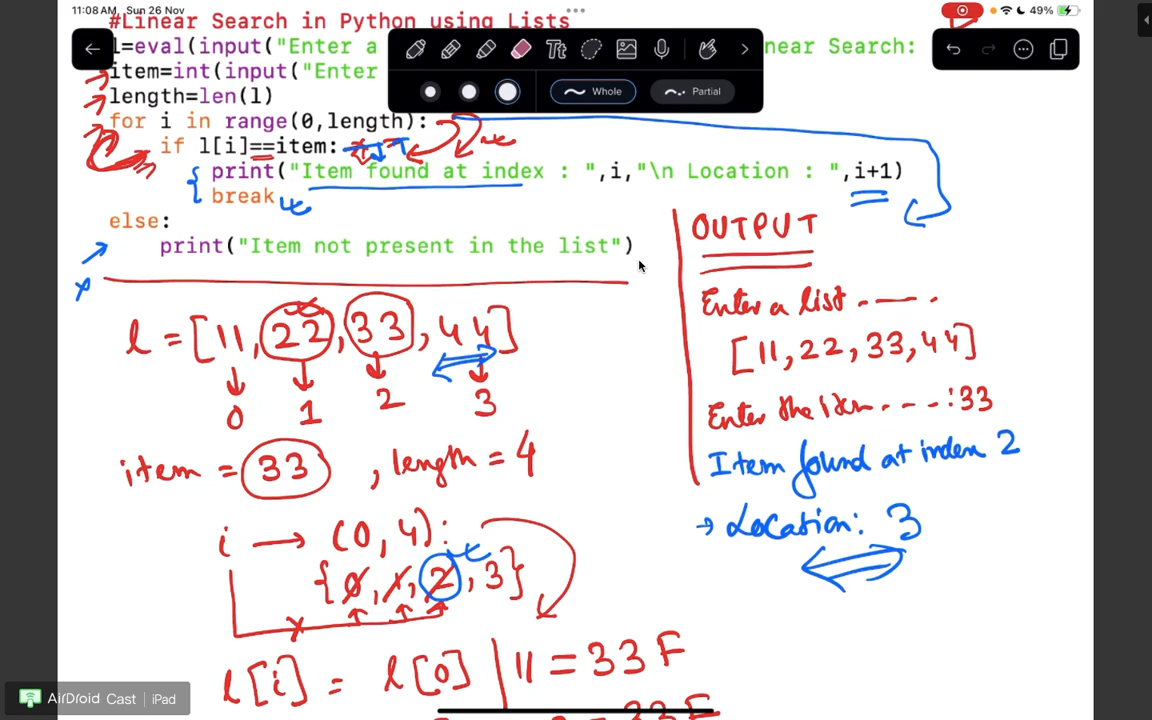 11:08 AM Sun 26 Nov
49%
#Linear Search in Python using Lists
l=eval(input("Enter a near Search:
item=int(input("Enter
length=len(l)
Tt
Whole
Partial
for i in range(0,length):
if l[i]==item:
print("Item found at index : ",i,"\n Location : ",i+1)
break
else:
print("Item not present in the list")
l = [11, 22, 33, 44]
0 1 2 3
item = 33 , length = 4
i → (0, 4):
{0, 1, 2, 3}
l[i] = l[0] | 11 = 33 F
OUTPUT
Enter a list - - - - .
[11, 22, 33, 44]
Enter the item - - - : 33
Item found at index 2
→ Location: 3
AirDroid Cast | iPad